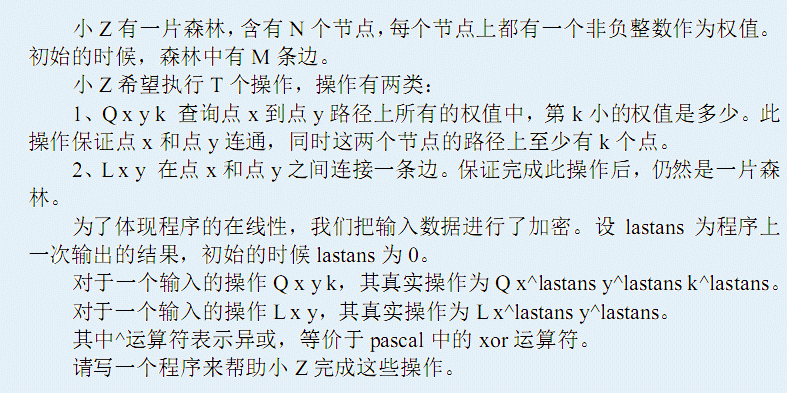 小 Z 有一片森林，含有 N 个节点，每个节点上都有一个非负整数作为权值。
初始的时候，森林中有 M 条边。
小 Z 希望执行 T 个操作，操作有两类：
1、Q x y k 查询点 x 到点 y 路径上所有的权值中，第 k 小的权值是多少。此
操作保证点 x 和点 y 连通，同时这两个节点的路径上至少有 k 个点。
2、L x y 在点 x 和点 y 之间连接一条边。保证完成此操作后，仍然是一片森
林。
为了体现程序的在线性，我们把输入数据进行了加密。设 lastans 为程序上
一次输出的结果，初始的时候 lastans 为 0。
对于一个输入的操作 Q x y k，其真实操作为 Q x^lastans y^lastans k^lastans。
对于一个输入的操作 L x y，其真实操作为 L x^lastans y^lastans。
其中^运算符表示异或，等价于 pascal 中的 xor 运算符。
请写一个程序来帮助小 Z 完成这些操作。